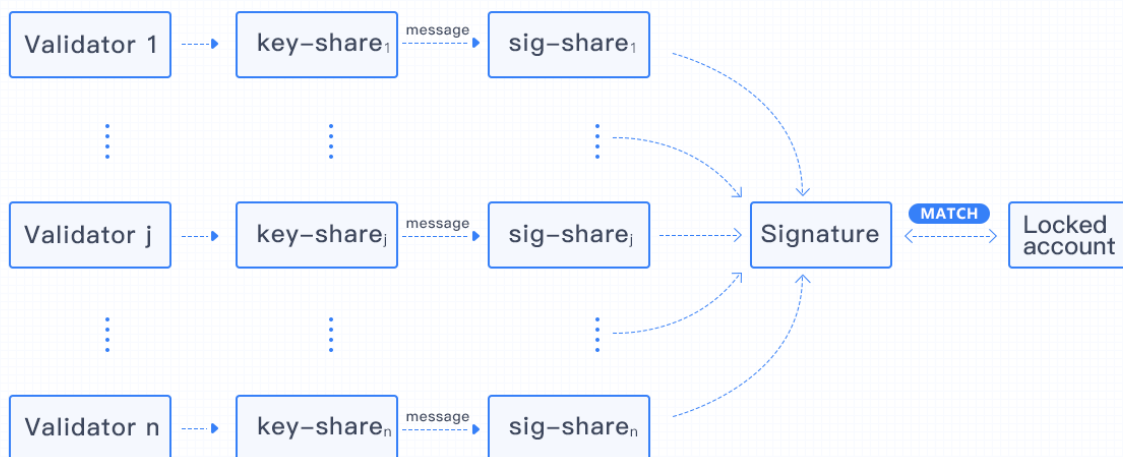 Validator 1
key-share₁
message
sig-share₁
Validator j
key-shareⱼ
message
sig-shareⱼ
Signature
MATCH
Locked
account
Validator n
key-shareₙ
message
sig-shareₙ